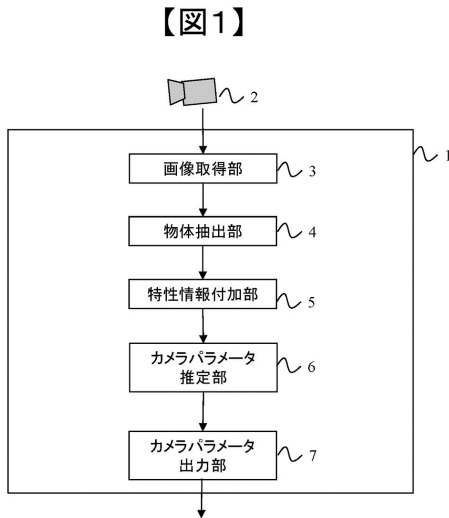 【図1】
2
1
画像取得部
3
物体抽出部
4
特性情報付加部
5
カメラパラメータ
推定部
6
カメラパラメータ
出力部
7